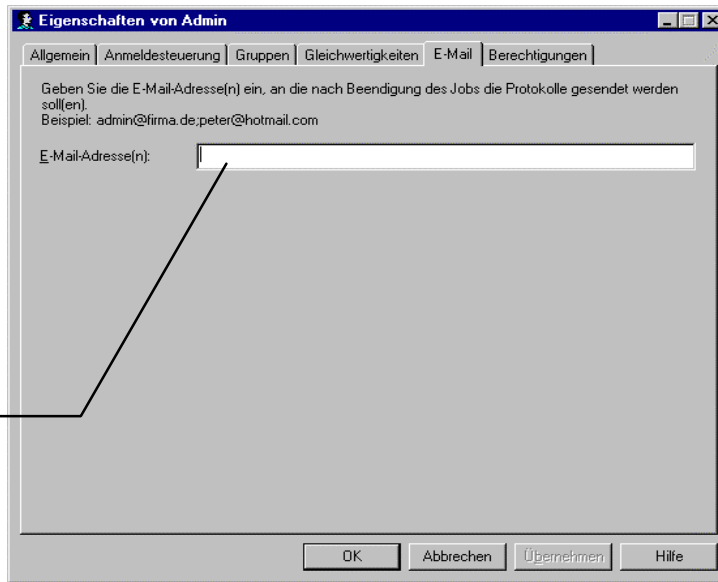 Eigenschaften von Admin
Allgemein Anmeldesteuerung Gruppen Gleichwertigkeiten E-Mail Berechtigungen
Geben Sie die E-Mail-Adresse(n) ein, an die nach Beendigung des Jobs die Protokolle gesendet werden
soll(en).
Beispiel: admin@firma.de;peter@hotmail.com
E-Mail-Adresse(n):
OK Abbrechen Übernehmen Hilfe